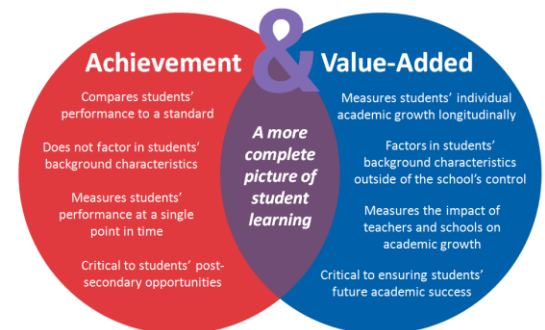 &
Achievement
Compares students'
performance to a standard
Does not factor in students'
background characteristics
Measures students'
performance at a single
point in time
Critical to students' post-
secondary opportunities
A more
complete
picture of
student
learning
Value-Added
Measures students' individual
academic growth longitudinally
Factors in students'
background characteristics
outside of the school's control
Measures the impact of
teachers and schools on
academic growth
Critical to ensuring students'
future academic success